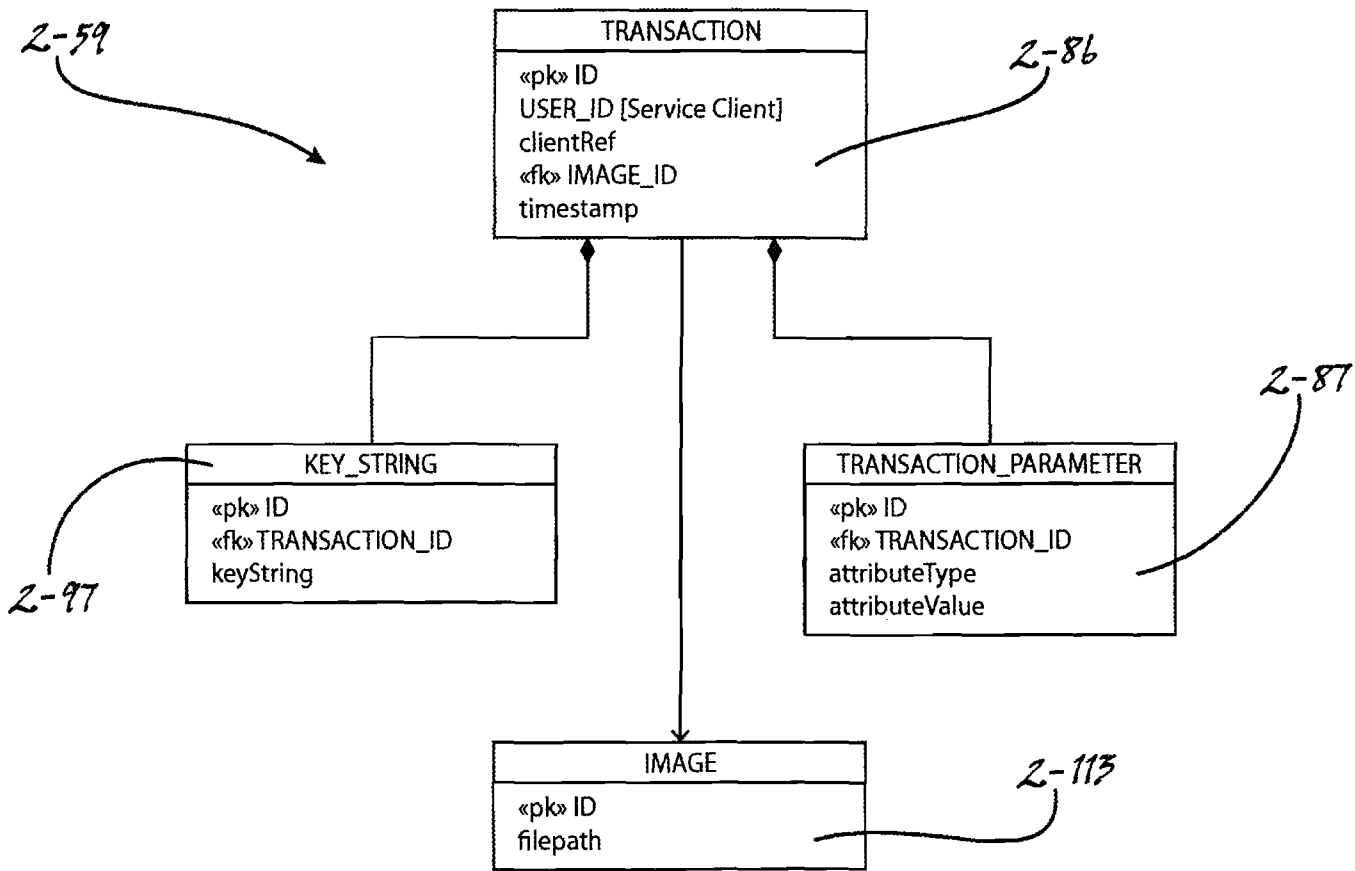 2-59
TRANSACTION
2-86
«pk» ID
USER_ID [Service Client]
clientRef
«fk» IMAGE_ID
timestamp
2-87
KEY_STRING
«pk» ID
«fk» TRANSACTION_ID
keyString
2-97
TRANSACTION_PARAMETER
«pk» ID
«fk» TRANSACTION_ID
attributeType
attributeValue
IMAGE
2-113
«pk» ID
filepath